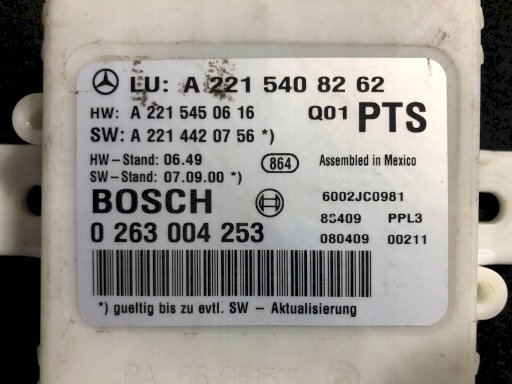 LU: A 221 540 82 62
HW: A 221 545 06 16 Q01 PTS
SW: A 221 442 07 56 *)
HW-Stand: 06.49 864 Assembled in Mexico
SW-Stand: 07.09.00 *)
BOSCH 6002JC0981
80409 PPL3
0 263 004 253 080409 00211
*) gueltig bis zu evtl. SW - Aktualisierung